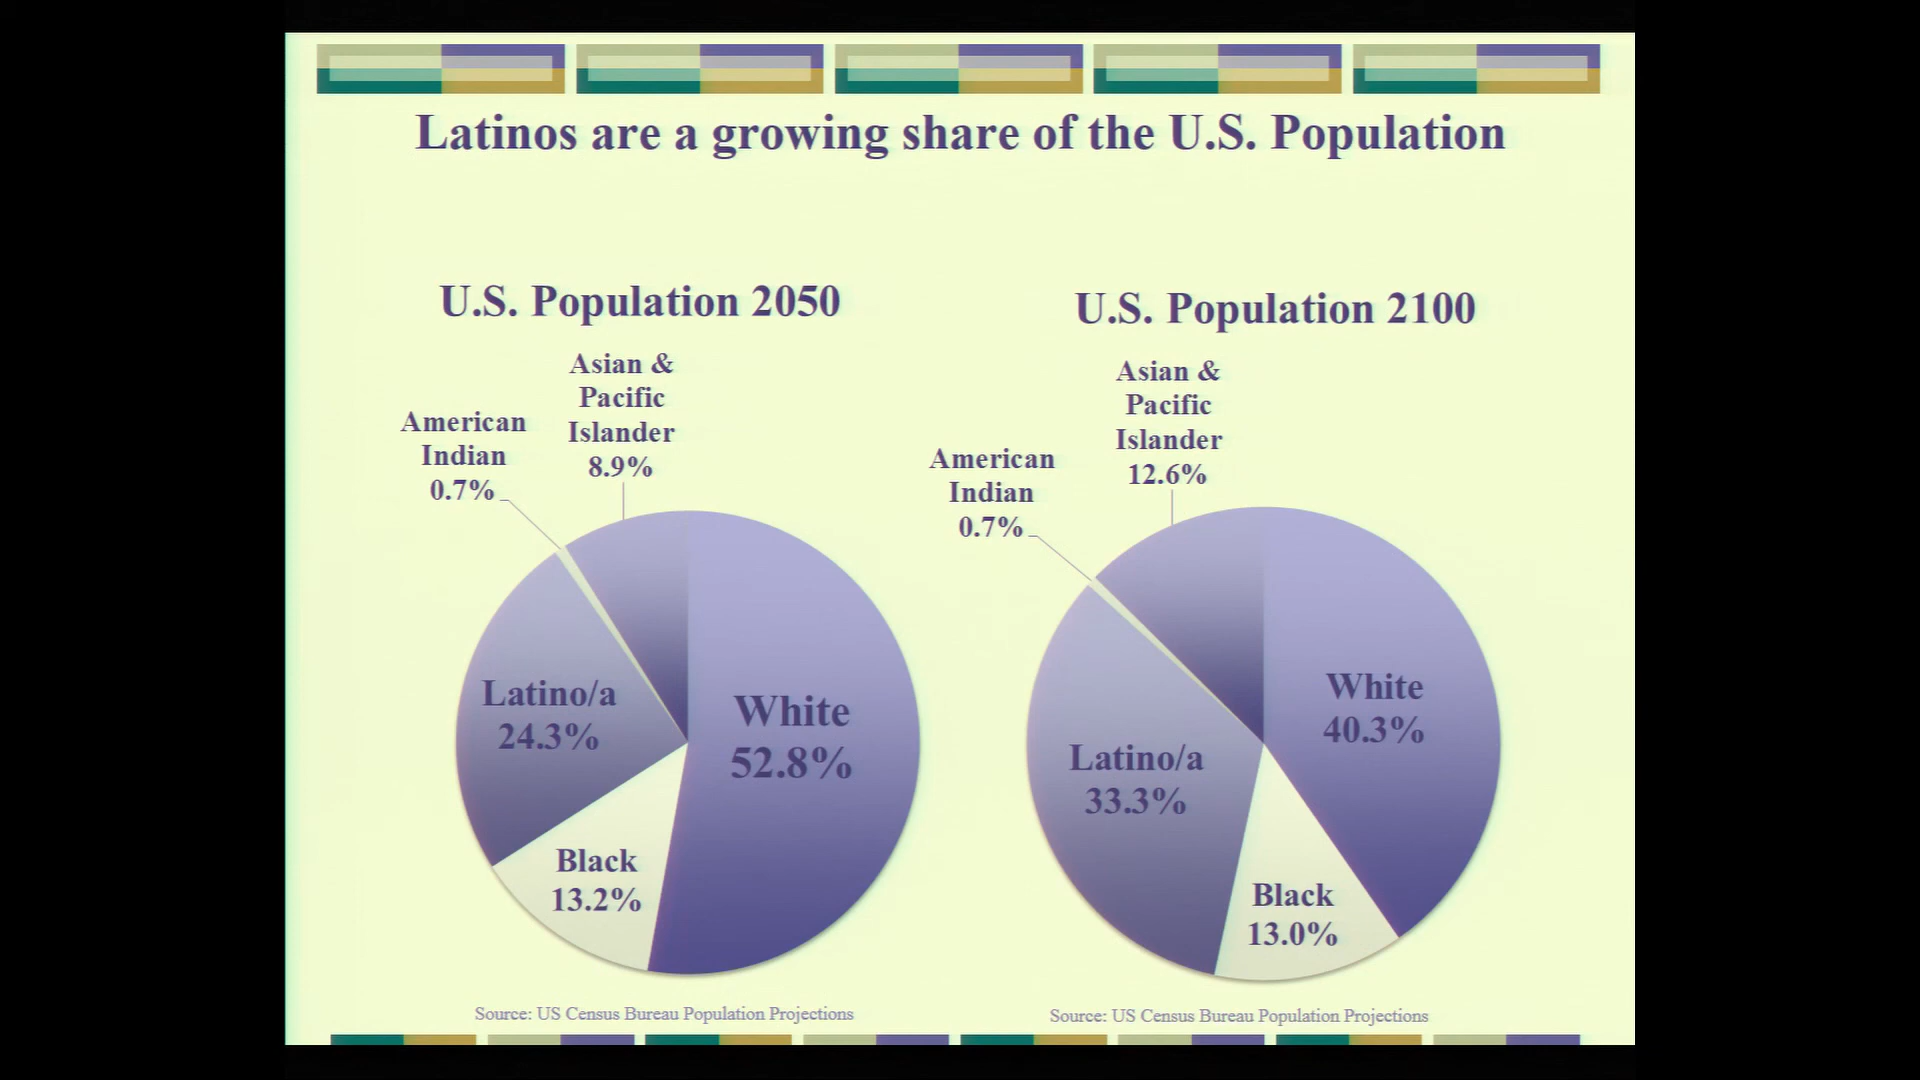 Latinos are a growing share of the U.S. Population
U.S. Population 2050
Asian &
Pacific
Islander
8.9%
American
Indian
0.7%
Latino/a
24.3%
White
52.8%
Black
13.2%
Source: US Census Bureau Population Projections
U.S. Population 2100
Asian &
Pacific
Islander
12.6%
American
Indian
0.7%
White
40.3%
Latino/a
33.3%
Black
13.0%
Source: US Census Bureau Population Projections